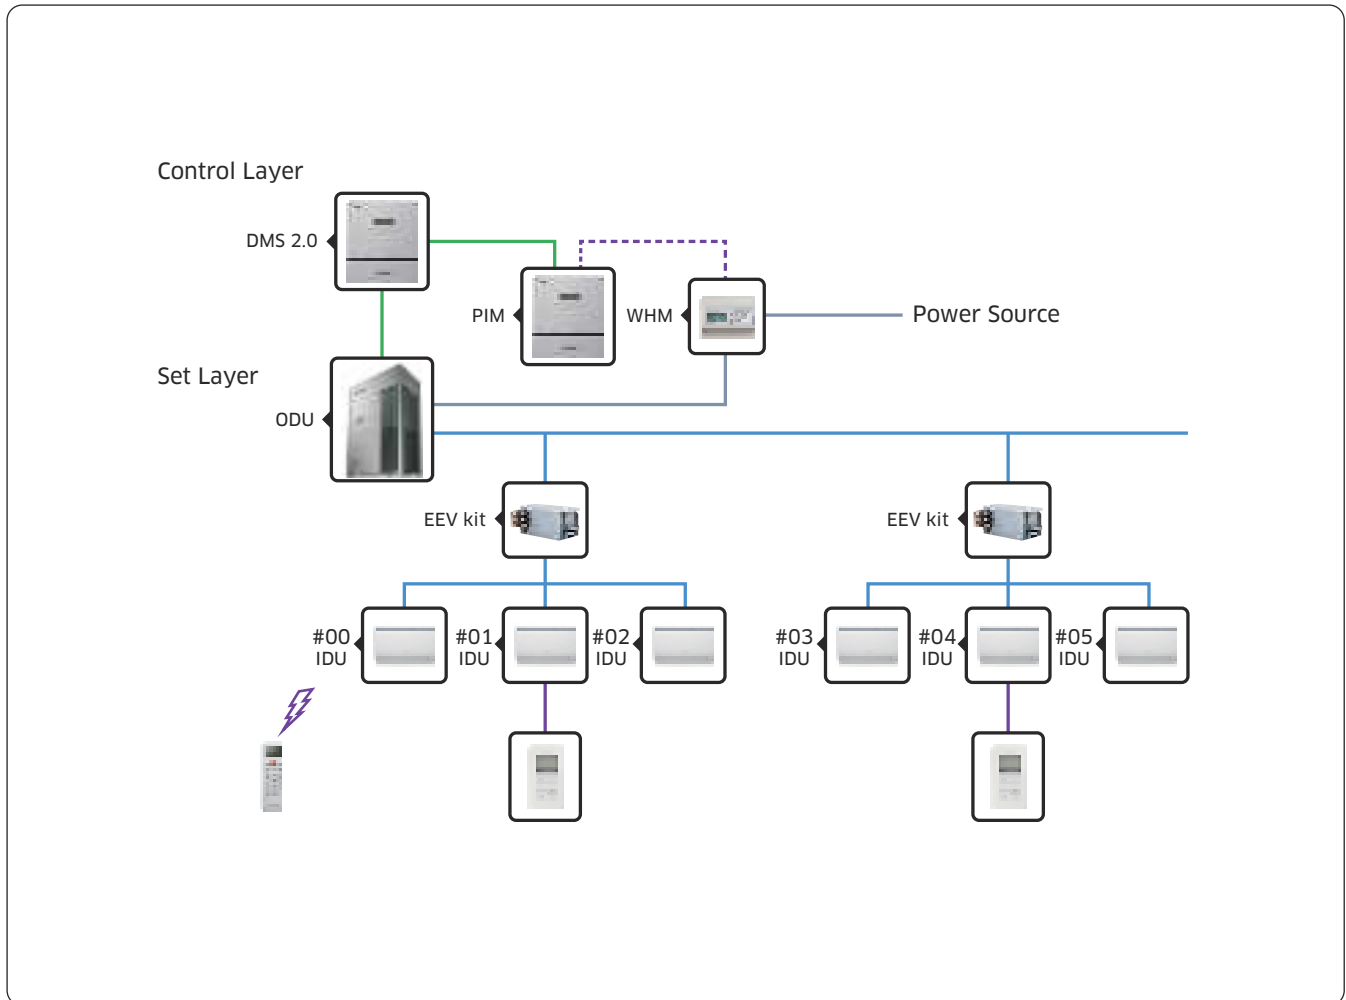 Control Layer
DMS 2.0
PIM
WHM
Power Source
Set Layer
ODU
EEV kit
EEV kit
#00
IDU
#01
IDU
#02
IDU
#03
IDU
#04
IDU
#05
IDU